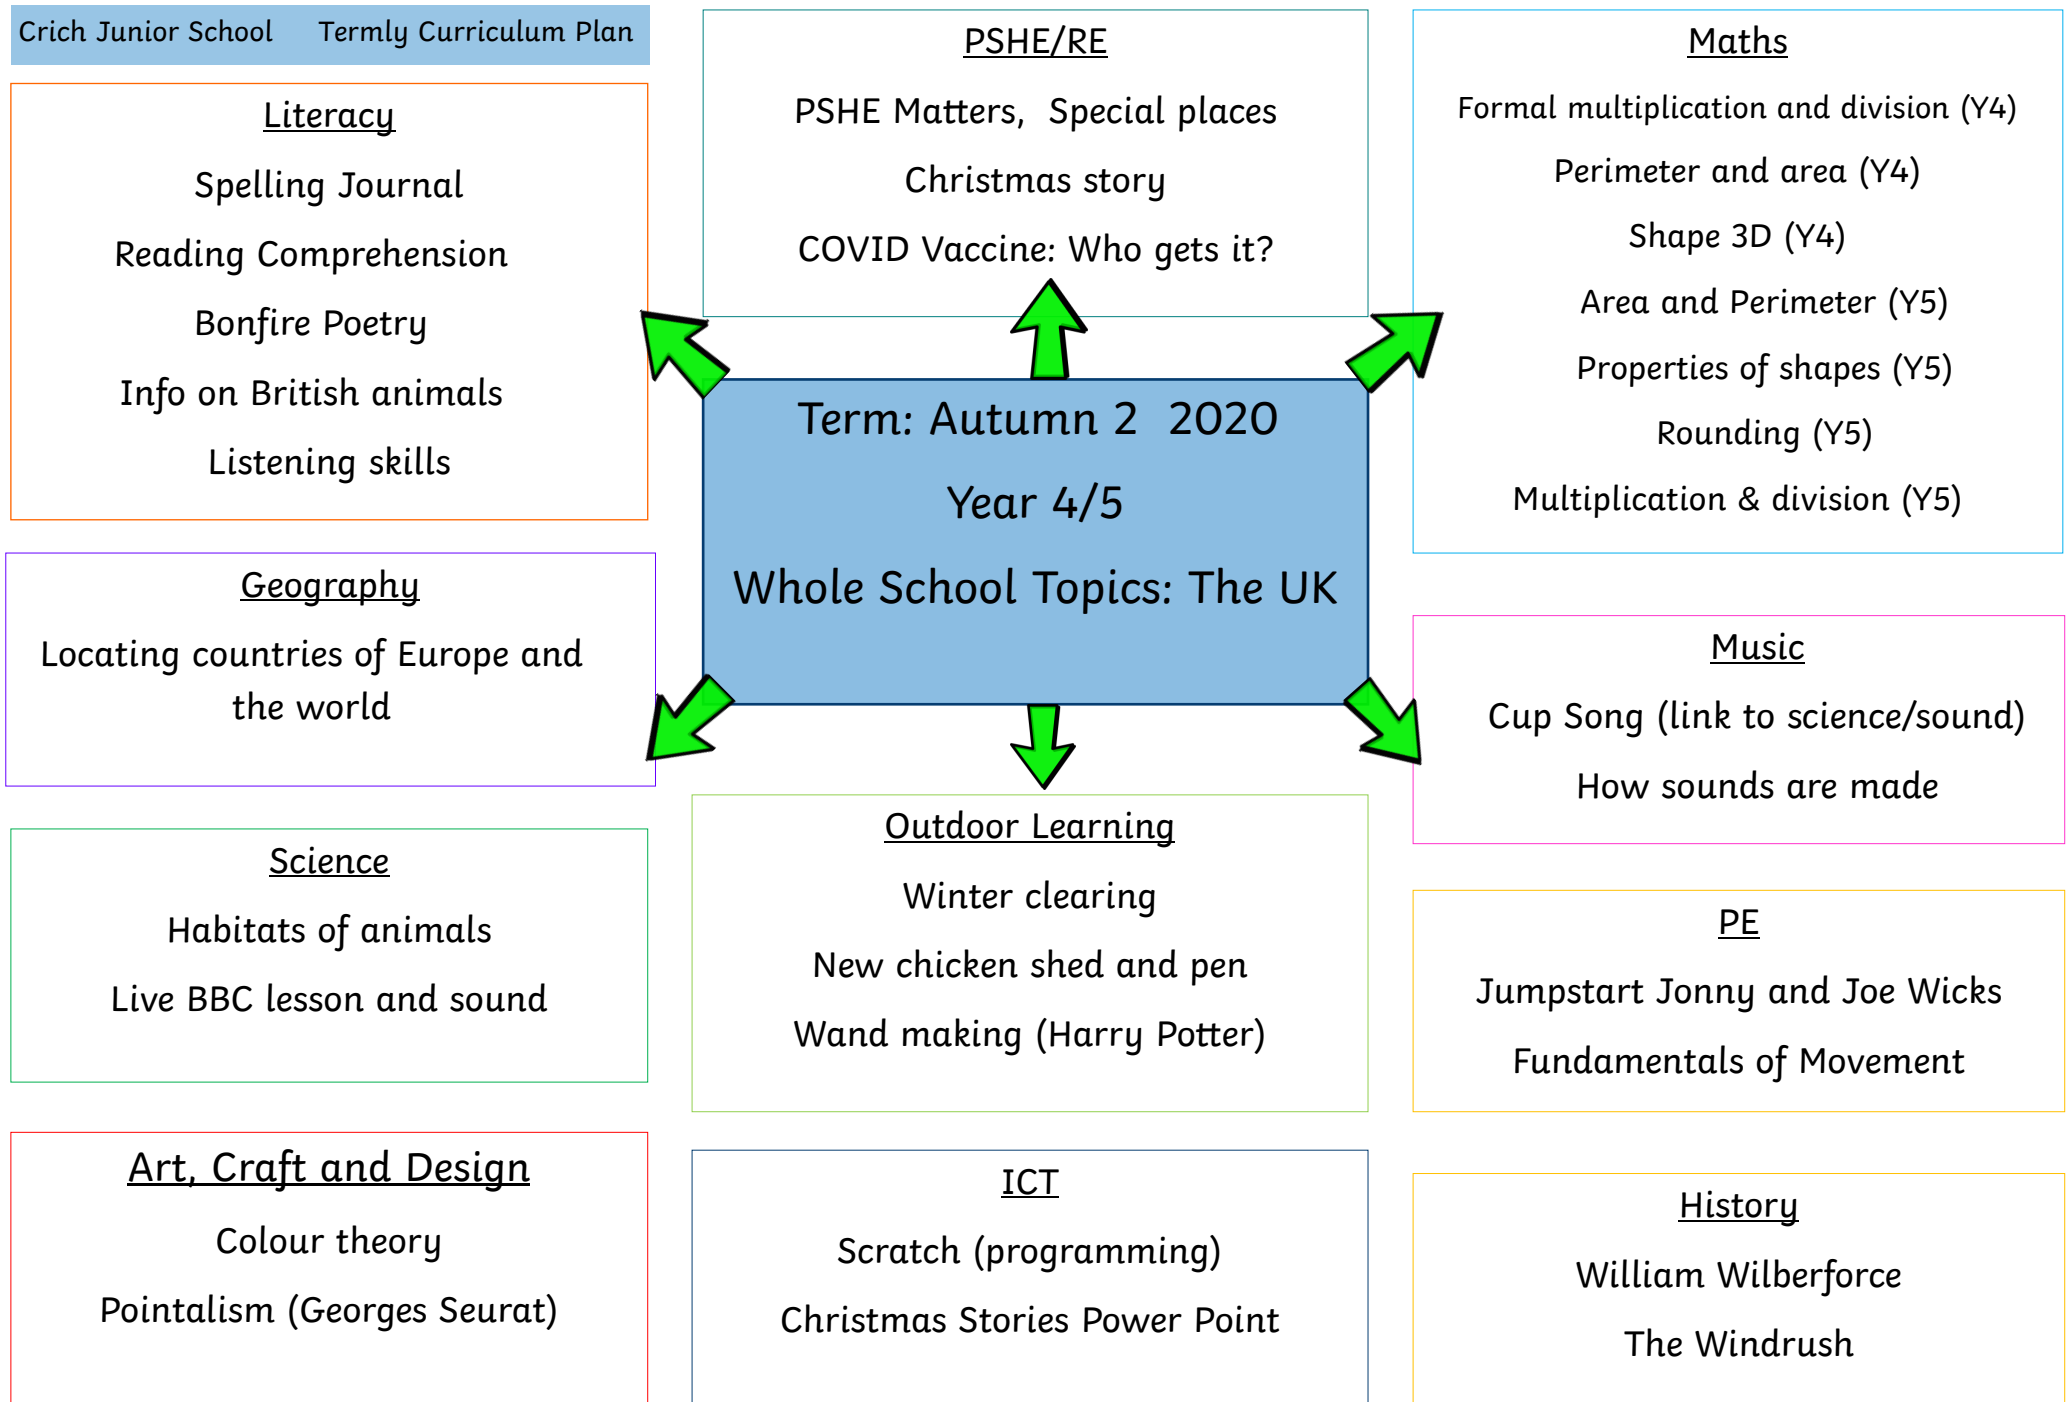 Crich Junior School Termly Curriculum Plan
Literacy
Spelling Journal
Reading Comprehension
Bonfire Poetry
Info on British animals
Listening skills
PSHE/RE
PSHE Matters, Special places
Christmas story
COVID Vaccine: Who gets it?
Maths
Formal multiplication and division (Y4)
Perimeter and area (Y4)
Shape 3D (Y4)
Area and Perimeter (Y5)
Properties of shapes (Y5)
Rounding (Y5)
Multiplication & division (Y5)
Term: Autumn 2 2020
Year 4/5
Whole School Topics: The UK
Geography
Locating countries of Europe and
the world
Music
Cup Song (link to science/sound)
How sounds are made
Science
Habitats of animals
Live BBC lesson and sound
Outdoor Learning
Winter clearing
New chicken shed and pen
Wand making (Harry Potter)
PE
Jumpstart Jonny and Joe Wicks
Fundamentals of Movement
Art, Craft and Design
Colour theory
Pointalism (Georges Seurat)
ICT
Scratch (programming)
Christmas Stories Power Point
History
William Wilberforce
The Windrush